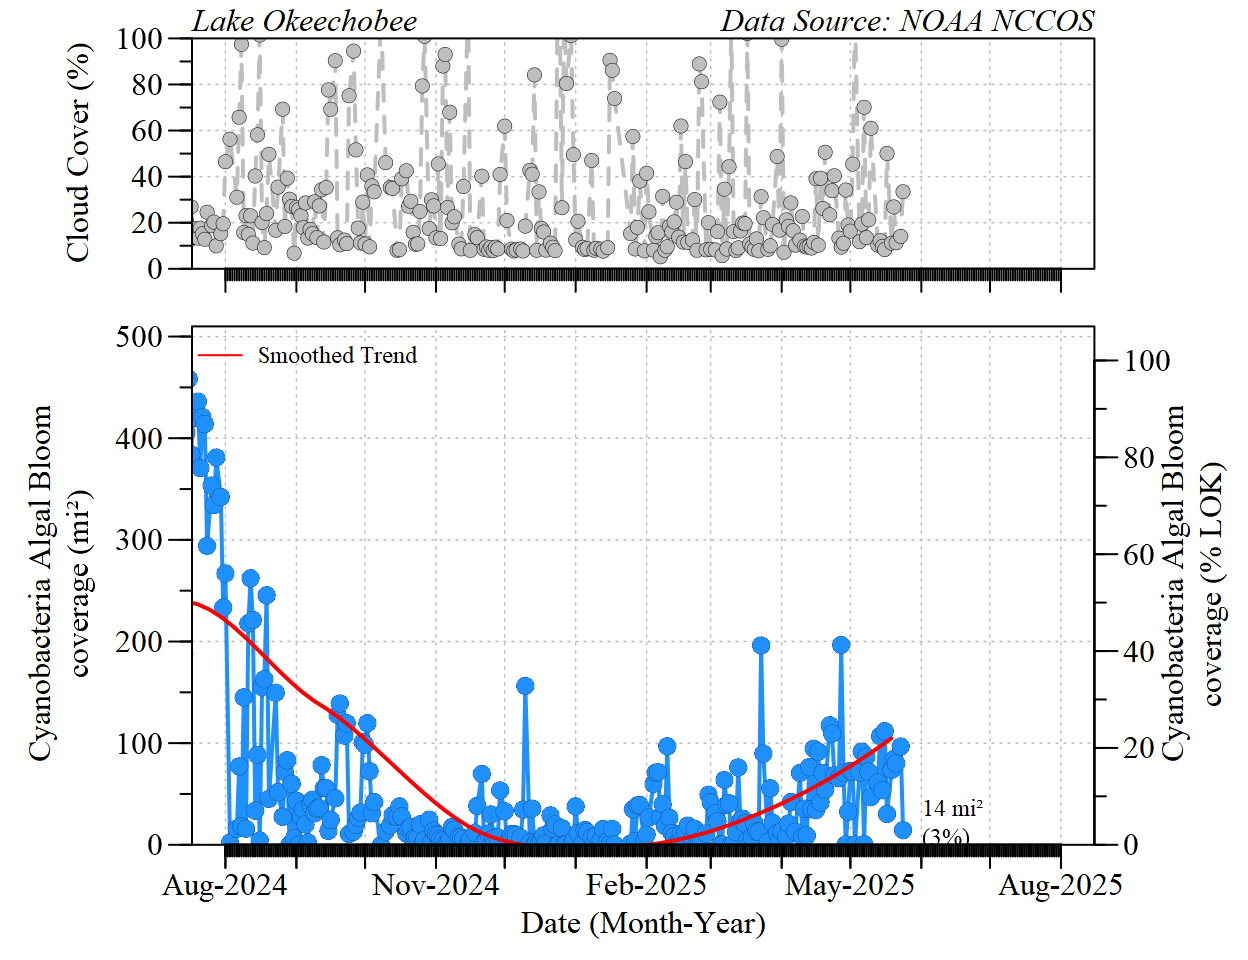 Lake Okeechobee Data Source: NOAA NCCOS
Cloud Cover (%)
100
80
60
40
20
0
Smoothed Trend
Cyanobacteria Algal Bloom
coverage (mi²)
500
400
300
200
100
0
100
80
60
40
20
0
Cyanobacteria Algal Bloom
coverage (% LOK)
14 mi²
(3%)
Aug-2024 Nov-2024 Feb-2025 May-2025 Aug-2025
Date (Month-Year)